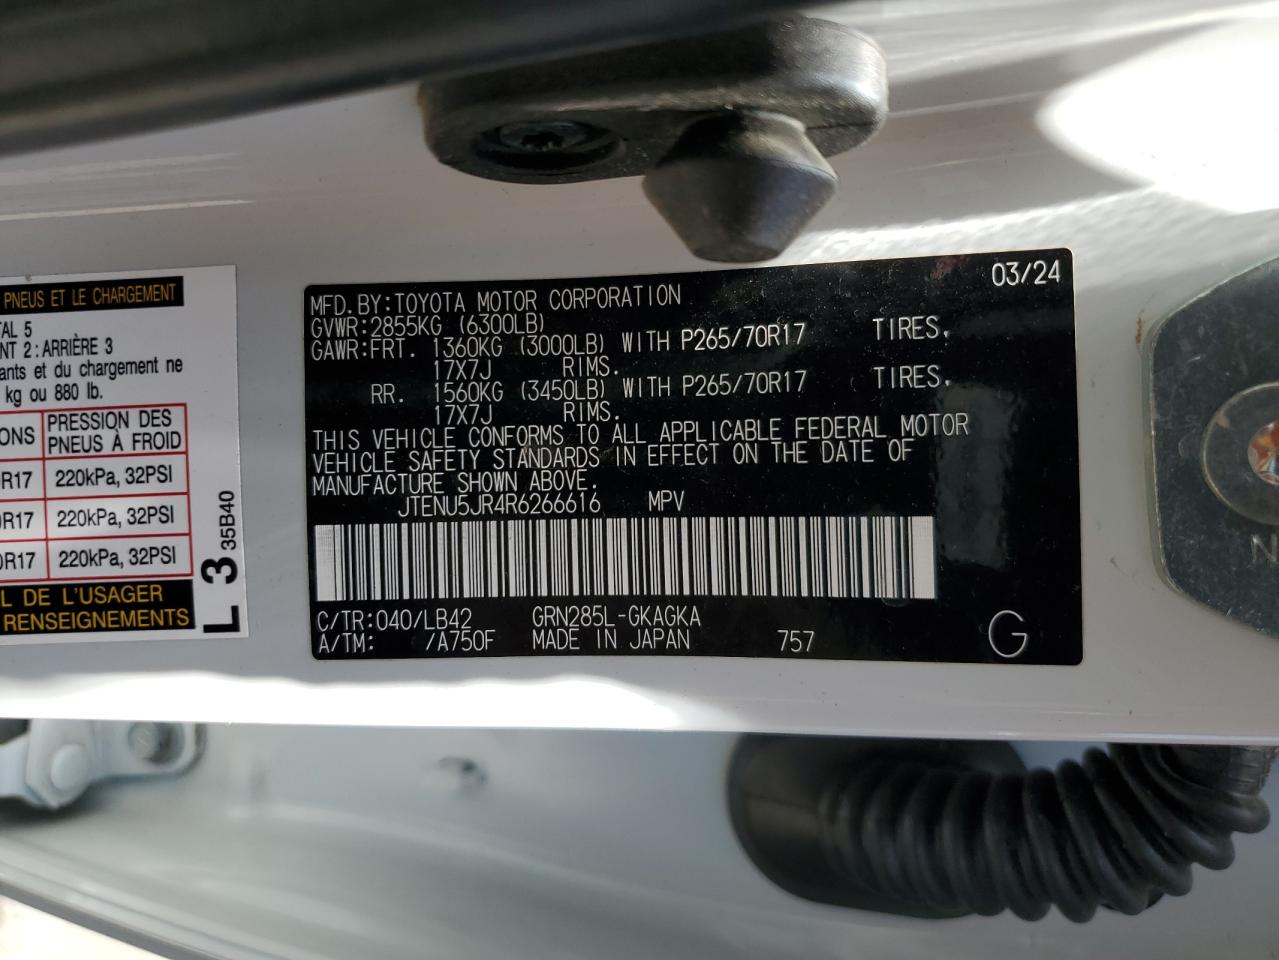 PNEUS ET LE CHARGEMENT
TAL 5
NT 2 : ARRIÈRE 3
ants et du chargement ne
kg ou 880 lb.
ONS PRESSION DES
PNEUS À FROID
0R17 220kPa, 32PSI
0R17 220kPa, 32PSI
0R17 220kPa, 32PSI
L DE L'USAGER
RENSEIGNEMENTS
L 3 35B40
03/24
MFD.BY:TOYOTA MOTOR CORPORATION
GVWR:2855KG (6300LB)
GAWR:FRT. 1360KG (3000LB) WITH P265/70R17 TIRES,
17X7J RIMS.
RR. 1560KG (3450LB) WITH P265/70R17 TIRES,
17X7J RIMS.
THIS VEHICLE CONFORMS TO ALL APPLICABLE FEDERAL MOTOR
VEHICLE SAFETY STANDARDS IN EFFECT ON THE DATE OF
MANUFACTURE SHOWN ABOVE.
JTENU5JR4R6266616 MPV
C/TR:040/LB42 GRN285L-GKAGKA
A/TM: /A750F MADE IN JAPAN 757
G
N